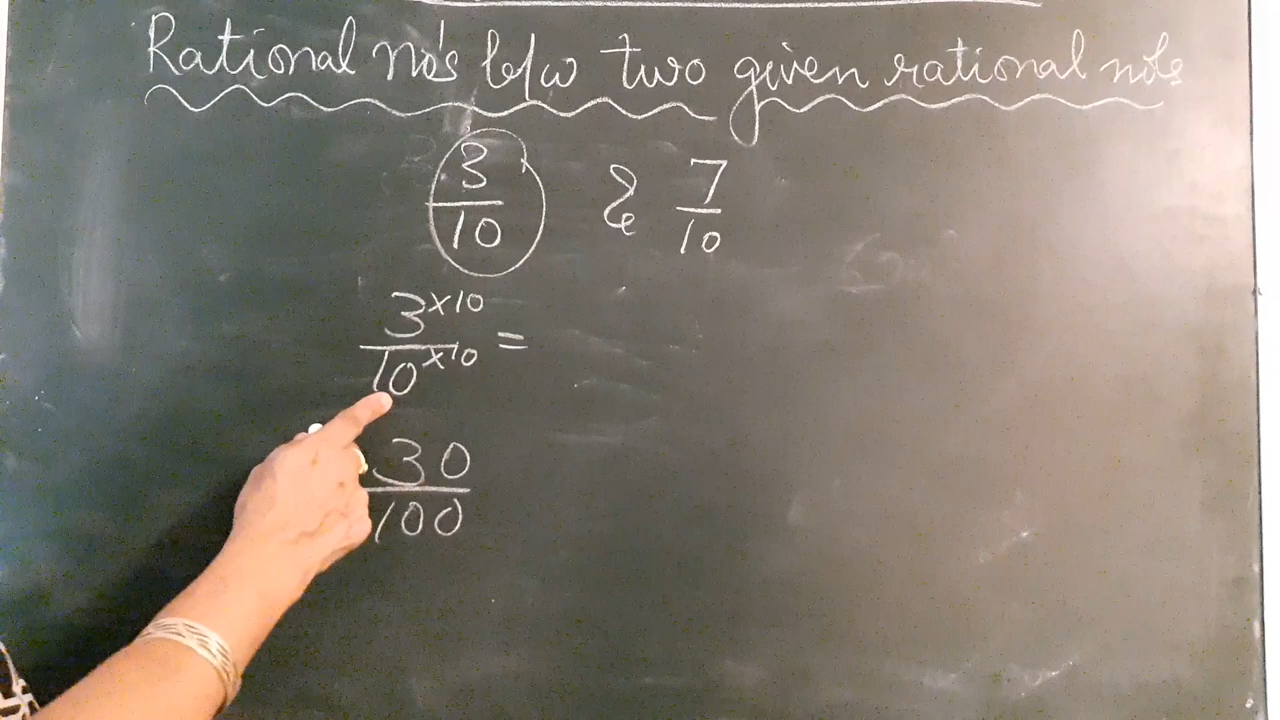 Rational no's b/w two given rational no's
3/10 & 7/10
3×10/10×10 =
30/100